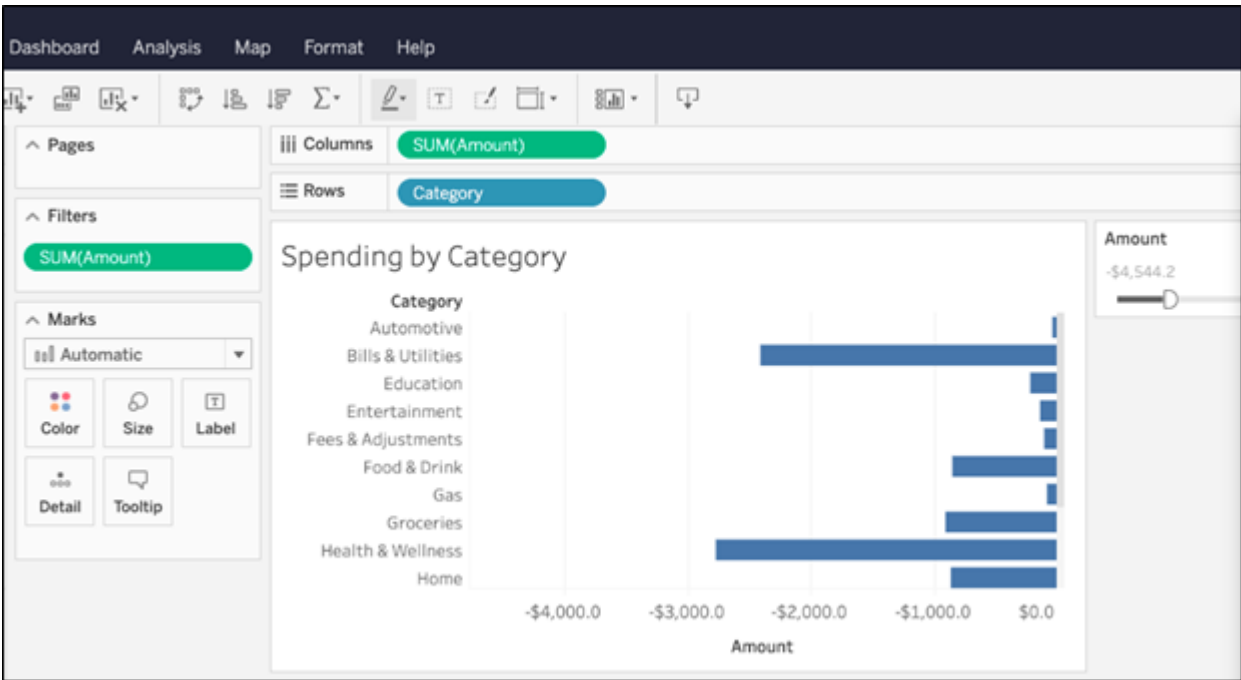 Dashboard Analysis Map Format Help
Pages
Columns SUM(Amount)
Rows Category
Filters
SUM(Amount)
Marks
Automatic
Color Size Label
Detail Tooltip
Spending by Category
Category
Automotive
Bills & Utilities
Education
Entertainment
Fees & Adjustments
Food & Drink
Gas
Groceries
Health & Wellness
Home
-$4,000.0 -$3,000.0 -$2,000.0 -$1,000.0 $0.0
Amount
Amount
-$4,544.2